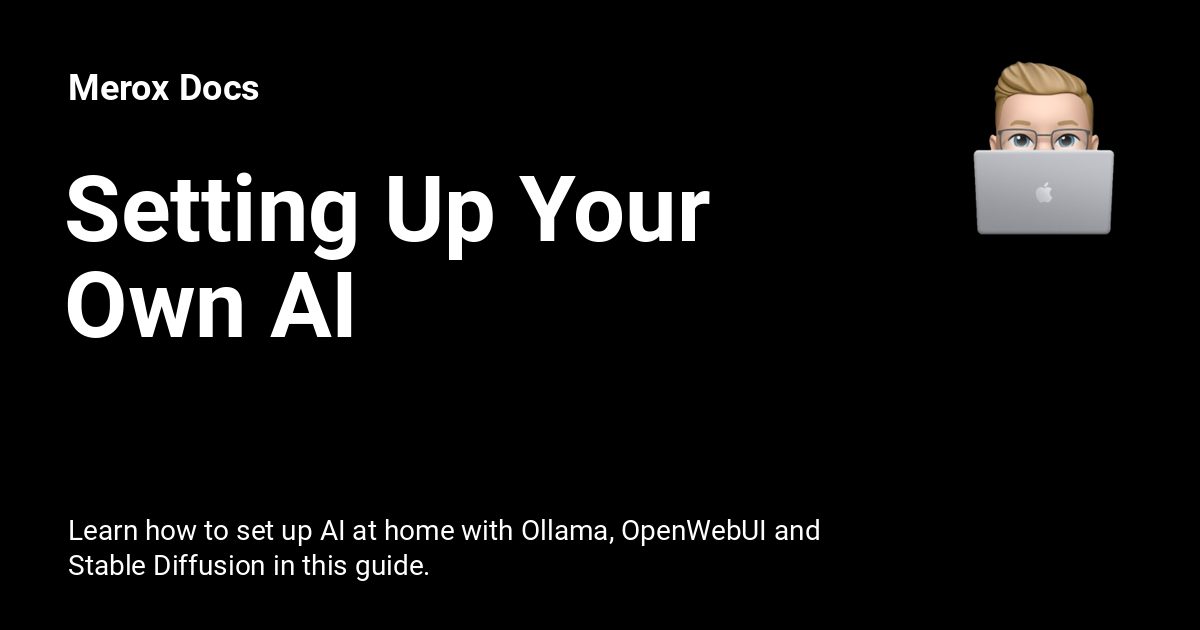 Merox Docs
Setting Up Your
Own AI
Learn how to set up AI at home with Ollama, OpenWebUI and
Stable Diffusion in this guide.